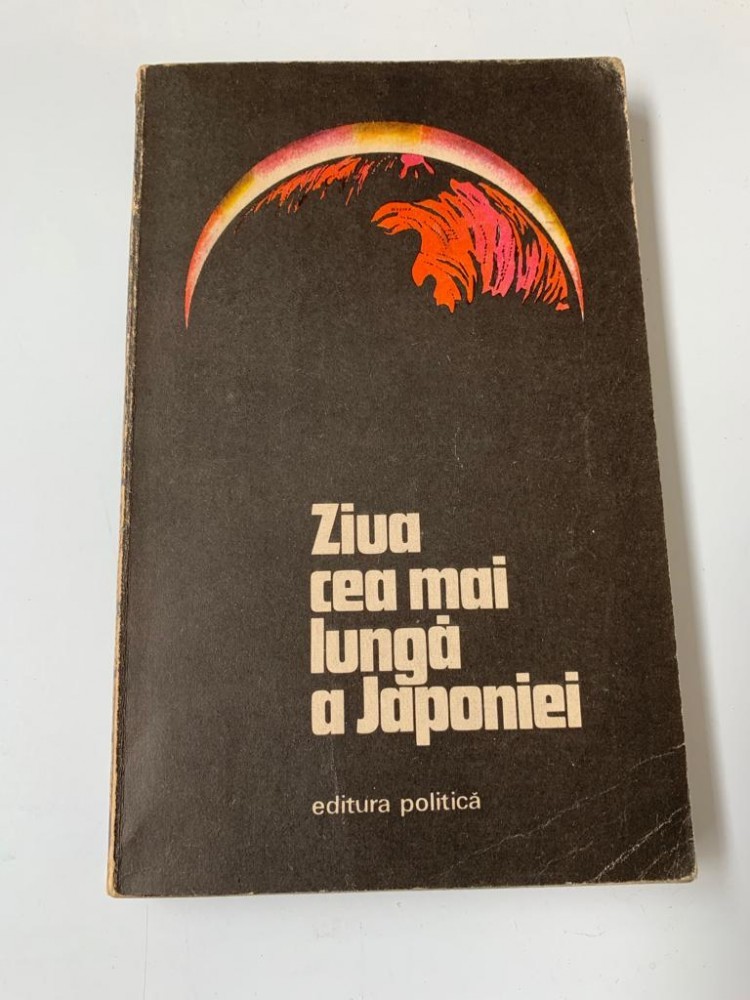 Ziua
cea mai
lungă
a Japoniei
editura politică